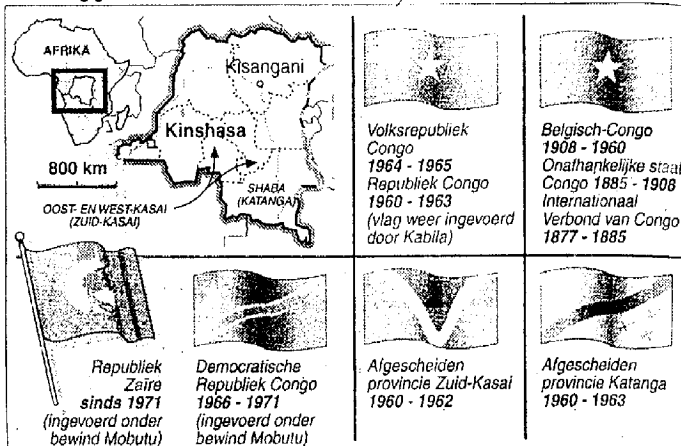 AFRIKA
Kisangani
Kinshasa
800 km
SHABA
(KATANGA)
OOST- EN WEST-KASAI
(ZUID-KASAI)
Volksrepubliek
Congo
1964 - 1965
Republiek Congo
1960 - 1963
(vlag weer ingevoerd
door Kabila)
Belgisch-Congo
1908 - 1960
Onafhankelijke staat
Congo 1885 - 1908
Internationaal
Verbond van Congo
1877 - 1885
Republiek
Zaïre
sinds 1971
(ingevoerd onder
bewind Mobutu)
Democratische
Republiek Congo
1966 - 1971
(ingevoerd onder
bewind Mobutu)
Afgescheiden
provincie Zuid-Kasai
1960 - 1962
Afgescheiden
provincie Katanga
1960 - 1963